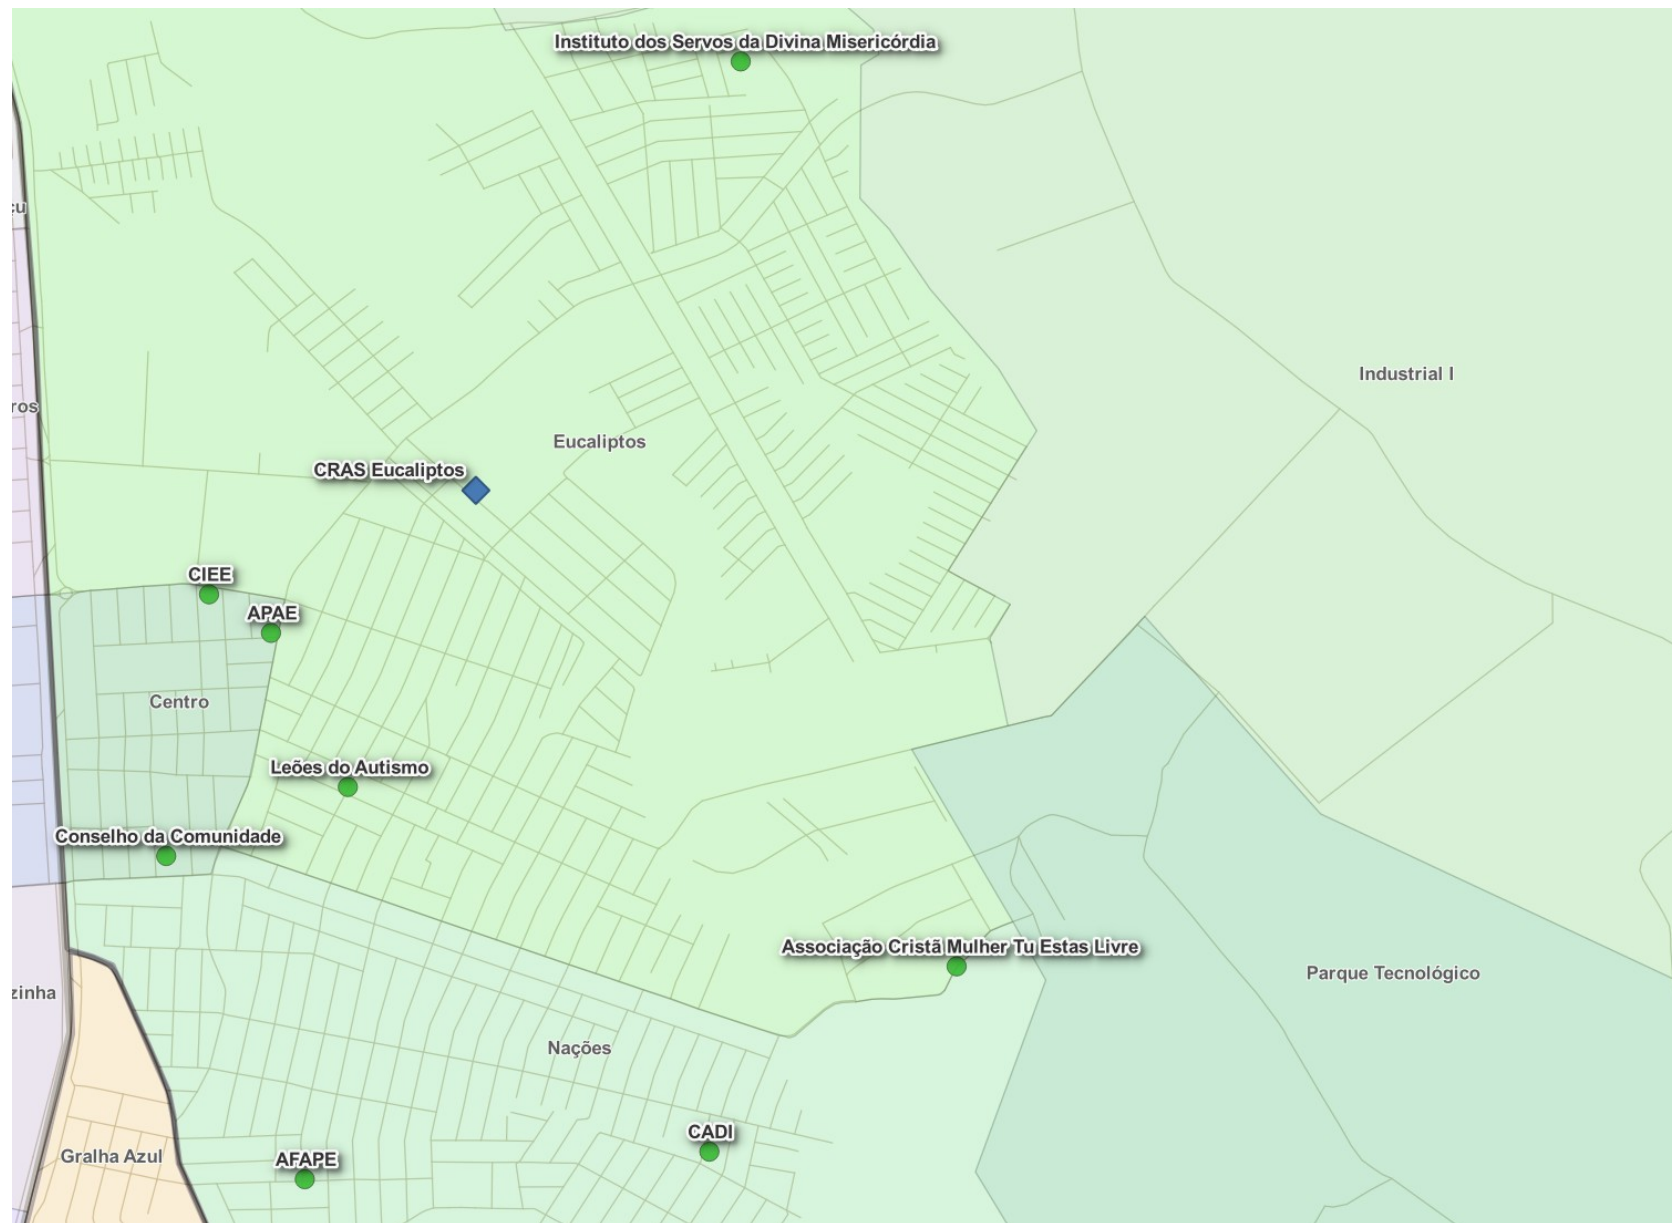 Instituto dos Servos da Divina Misericórdia
Industrial I
Eucaliptos
CRAS Eucaliptos
CIEE
APAE
Centro
Leões do Autismo
Conselho da Comunidade
Associação Cristã Mulher Tu Estas Livre
Parque Tecnológico
zinha
Nações
CADI
Gralha Azul
AFAPE
ros